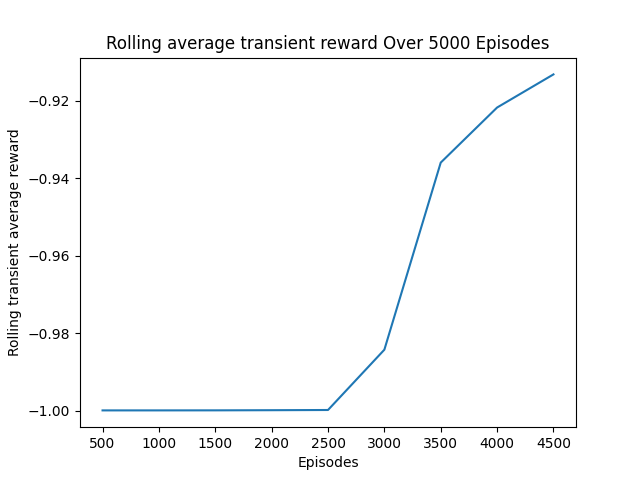 Rolling average transient reward Over 5000 Episodes
Rolling transient average reward
−0.92
−0.94
−0.96
−0.98
−1.00
500 1000 1500 2000 2500 3000 3500 4000 4500
Episodes